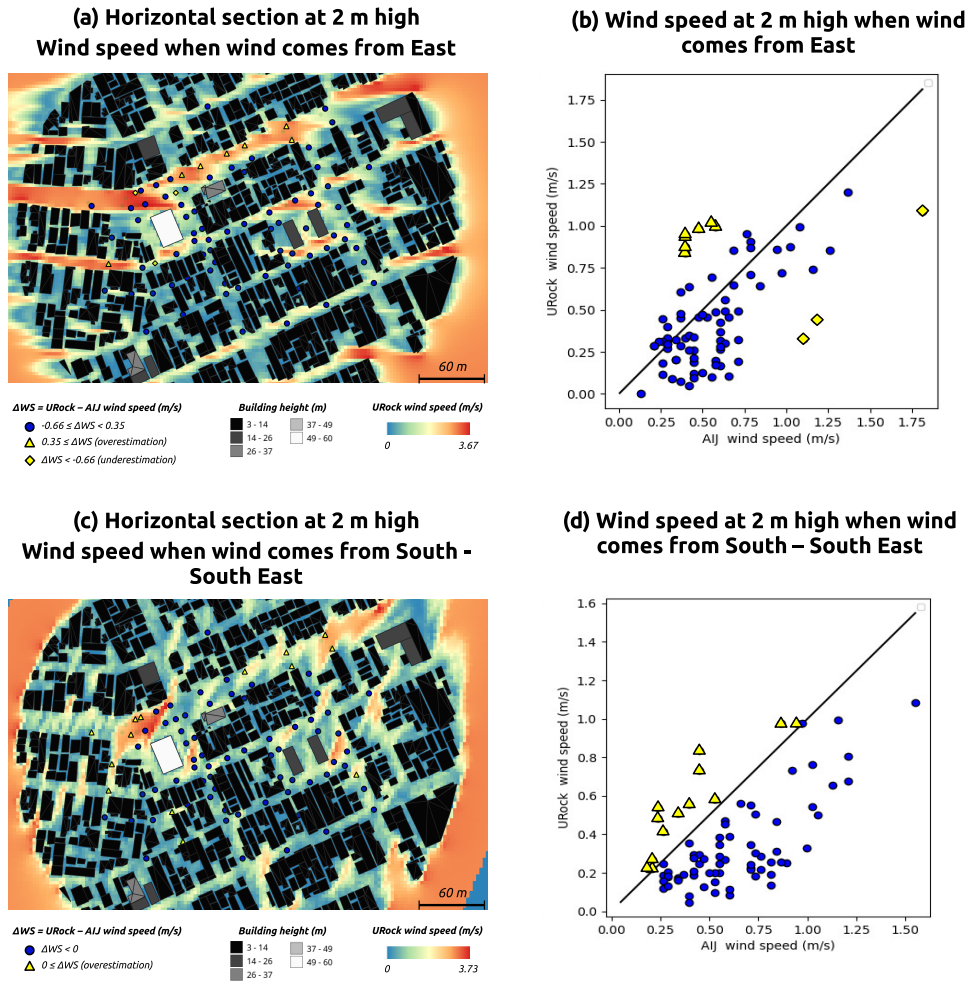 (a) Horizontal section at 2 m high
Wind speed when wind comes from East
60 m
ΔWS = URock – AIJ wind speed (m/s)
-0.66 ≤ ΔWS < 0.35
0.35 ≤ ΔWS (overestimation)
ΔWS < -0.66 (underestimation)
Building height (m)
3 - 14
14 - 26
26 - 37
37 - 49
49 - 60
URock wind speed (m/s)
0
3.67
(b) Wind speed at 2 m high when wind
comes from East
URock wind speed (m/s)
1.75
1.50
1.25
1.00
0.75
0.50
0.25
0.00
0.00 0.25 0.50 0.75 1.00 1.25 1.50 1.75
AIJ wind speed (m/s)
(c) Horizontal section at 2 m high
Wind speed when wind comes from South -
South East
60 m
ΔWS = URock – AIJ wind speed (m/s)
ΔWS < 0
0 ≤ ΔWS (overestimation)
Building height (m)
3 - 14
14 - 26
26 - 37
37 - 49
49 - 60
URock wind speed (m/s)
0
3.73
(d) Wind speed at 2 m high when wind
comes from South – South East
URock wind speed (m/s)
1.6
1.4
1.2
1.0
0.8
0.6
0.4
0.2
0.0
0.00 0.25 0.50 0.75 1.00 1.25 1.50
AIJ wind speed (m/s)